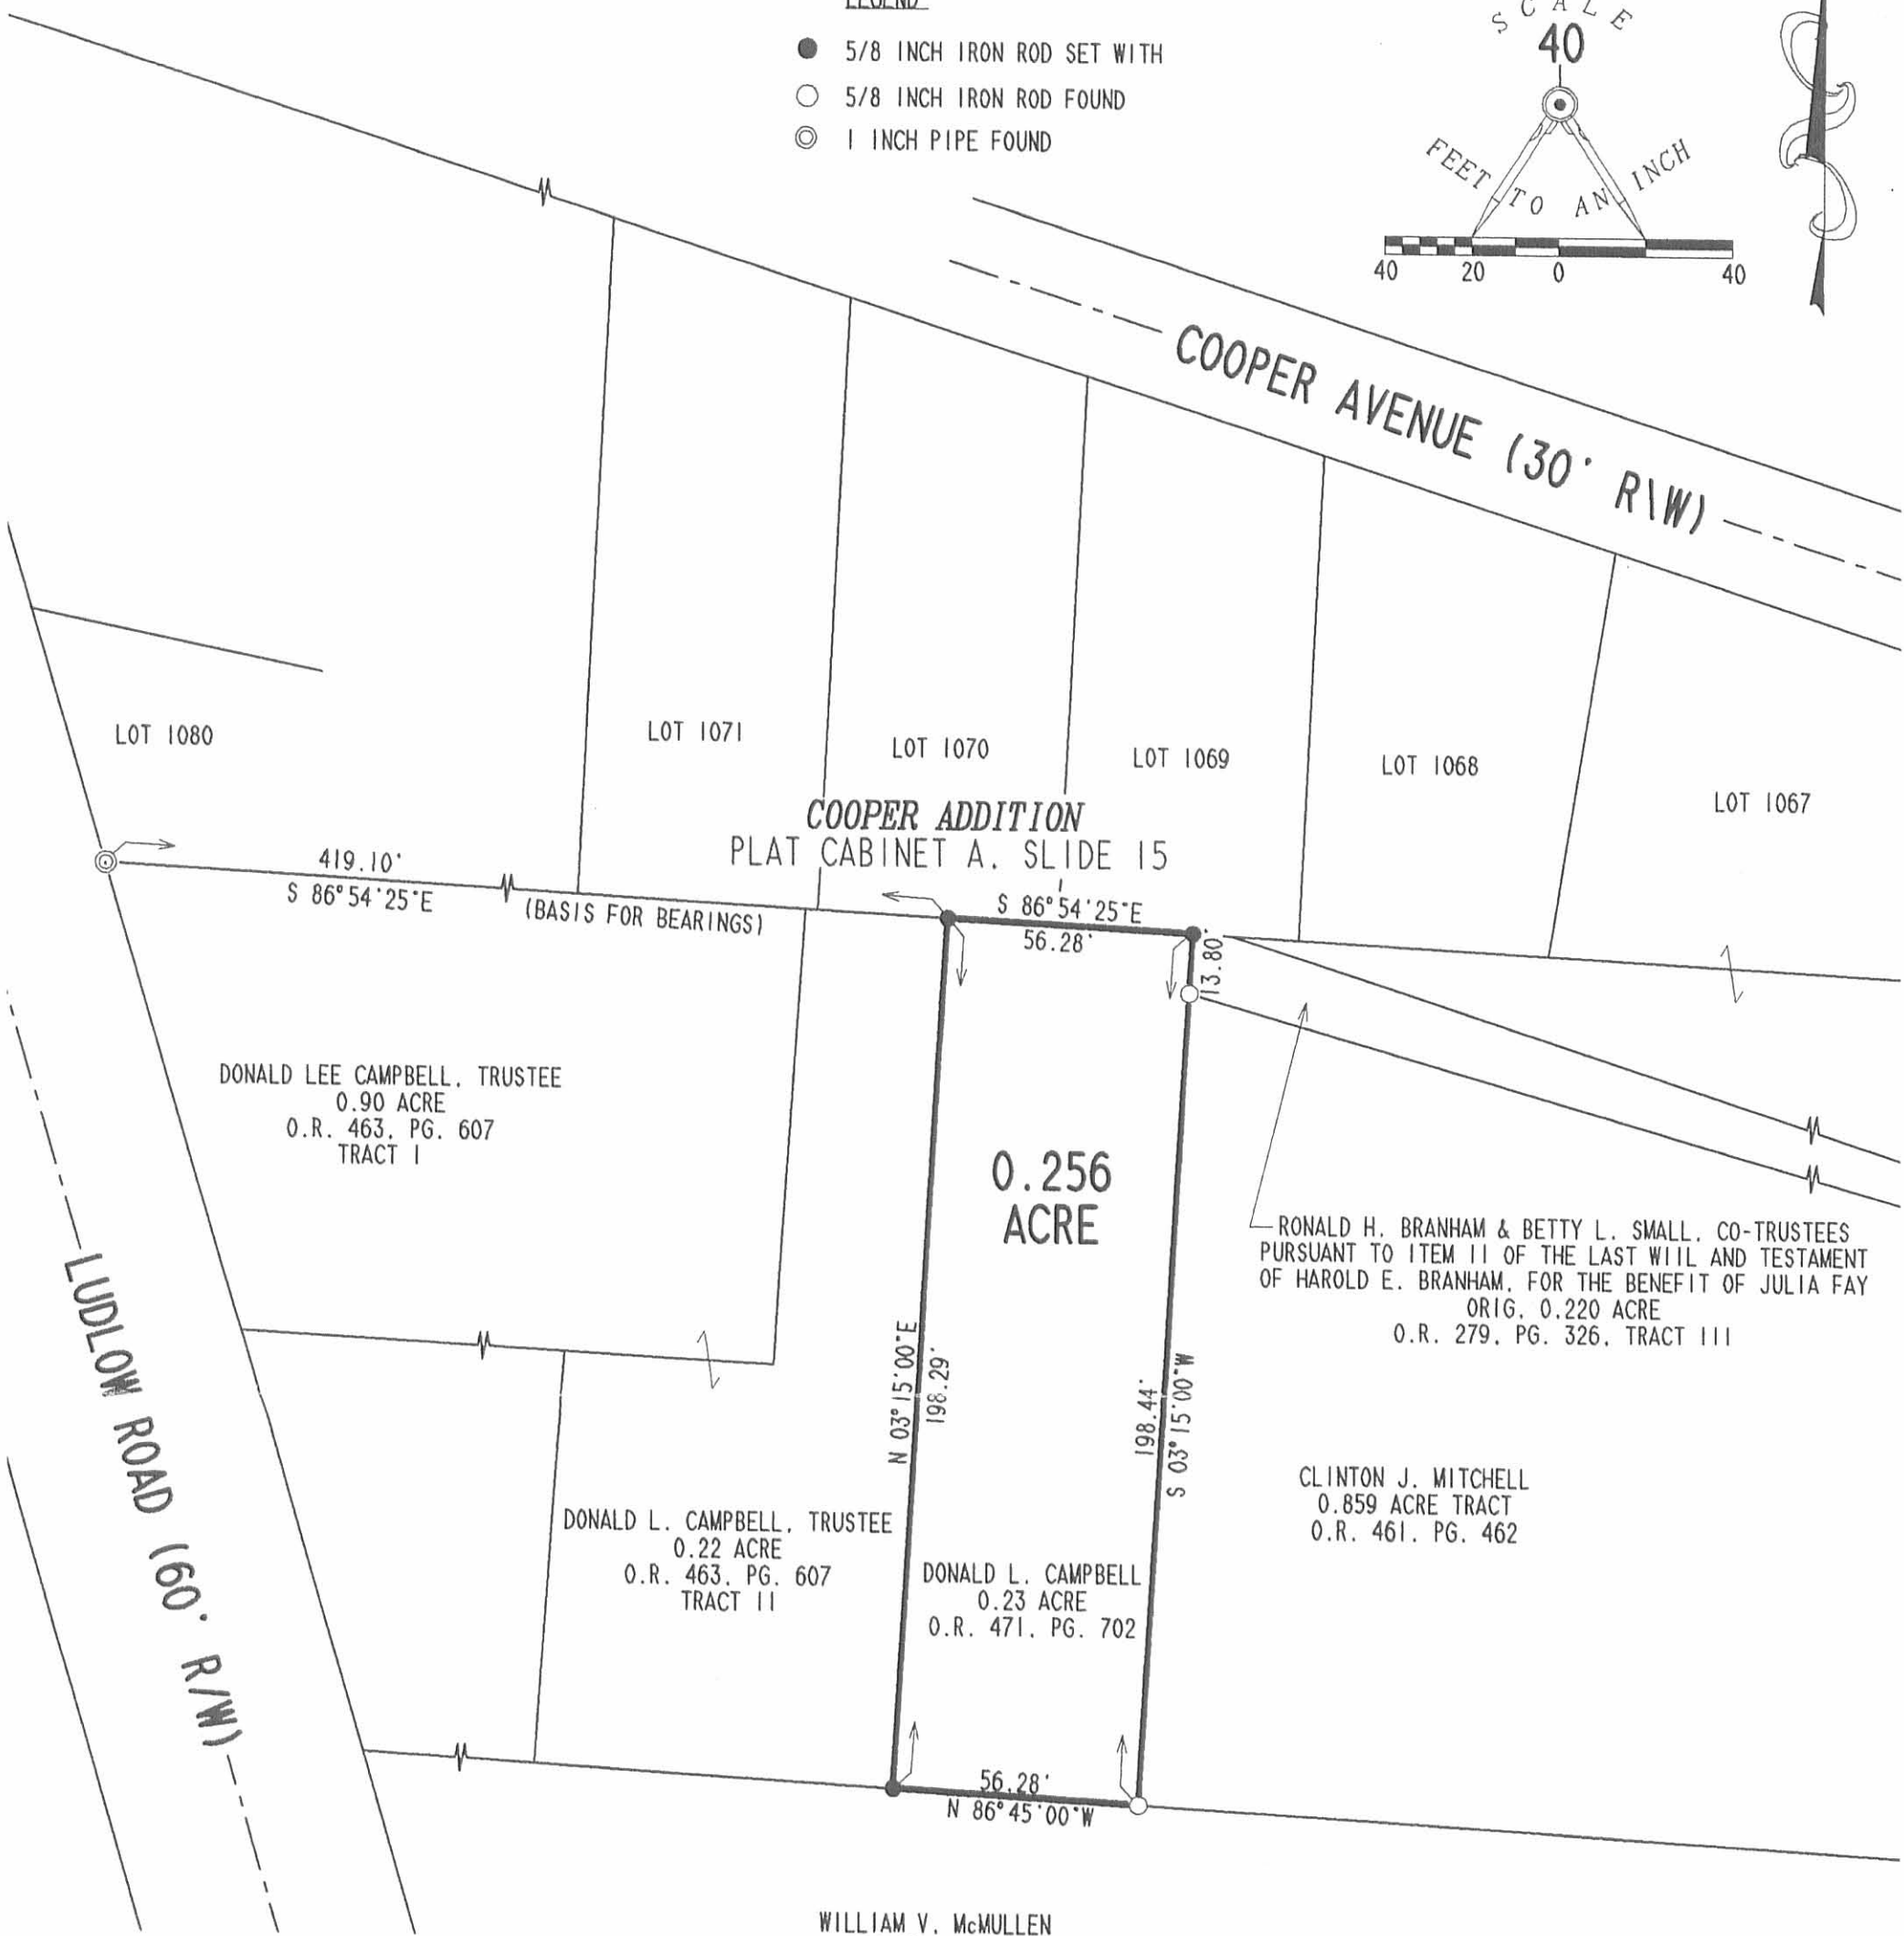 LEGEND
5/8 INCH IRON ROD SET WITH
5/8 INCH IRON ROD FOUND
1 INCH PIPE FOUND
SCALE
40
FEET TO AN INCH
40 20 0 40
COOPER AVENUE (30' R\W)
LOT 1080
LOT 1071
LOT 1070
LOT 1069
LOT 1068
LOT 1067
COOPER ADDITION
PLAT CABINET A, SLIDE 15
419.10'
S 86°54'25"E
(BASIS FOR BEARINGS)
S 86°54'25"E
56.28'
13.80'
DONALD LEE CAMPBELL, TRUSTEE
0.90 ACRE
O.R. 463, PG. 607
TRACT I
0.256
ACRE
RONALD H. BRANHAM & BETTY L. SMALL, CO-TRUSTEES
PURSUANT TO ITEM II OF THE LAST WIIL AND TESTAMENT
OF HAROLD E. BRANHAM, FOR THE BENEFIT OF JULIA FAY
ORIG. 0.220 ACRE
O.R. 279, PG. 326, TRACT III
LUDLOW ROAD (60' R/W)
N 03°15'00"E
198.29'
198.44'
S 03°15'00"W
CLINTON J. MITCHELL
0.859 ACRE TRACT
O.R. 461, PG. 462
DONALD L. CAMPBELL, TRUSTEE
0.22 ACRE
O.R. 463, PG. 607
TRACT II
DONALD L. CAMPBELL
0.23 ACRE
O.R. 471, PG. 702
56.28'
N 86°45'00"W
WILLIAM V. McMULLEN